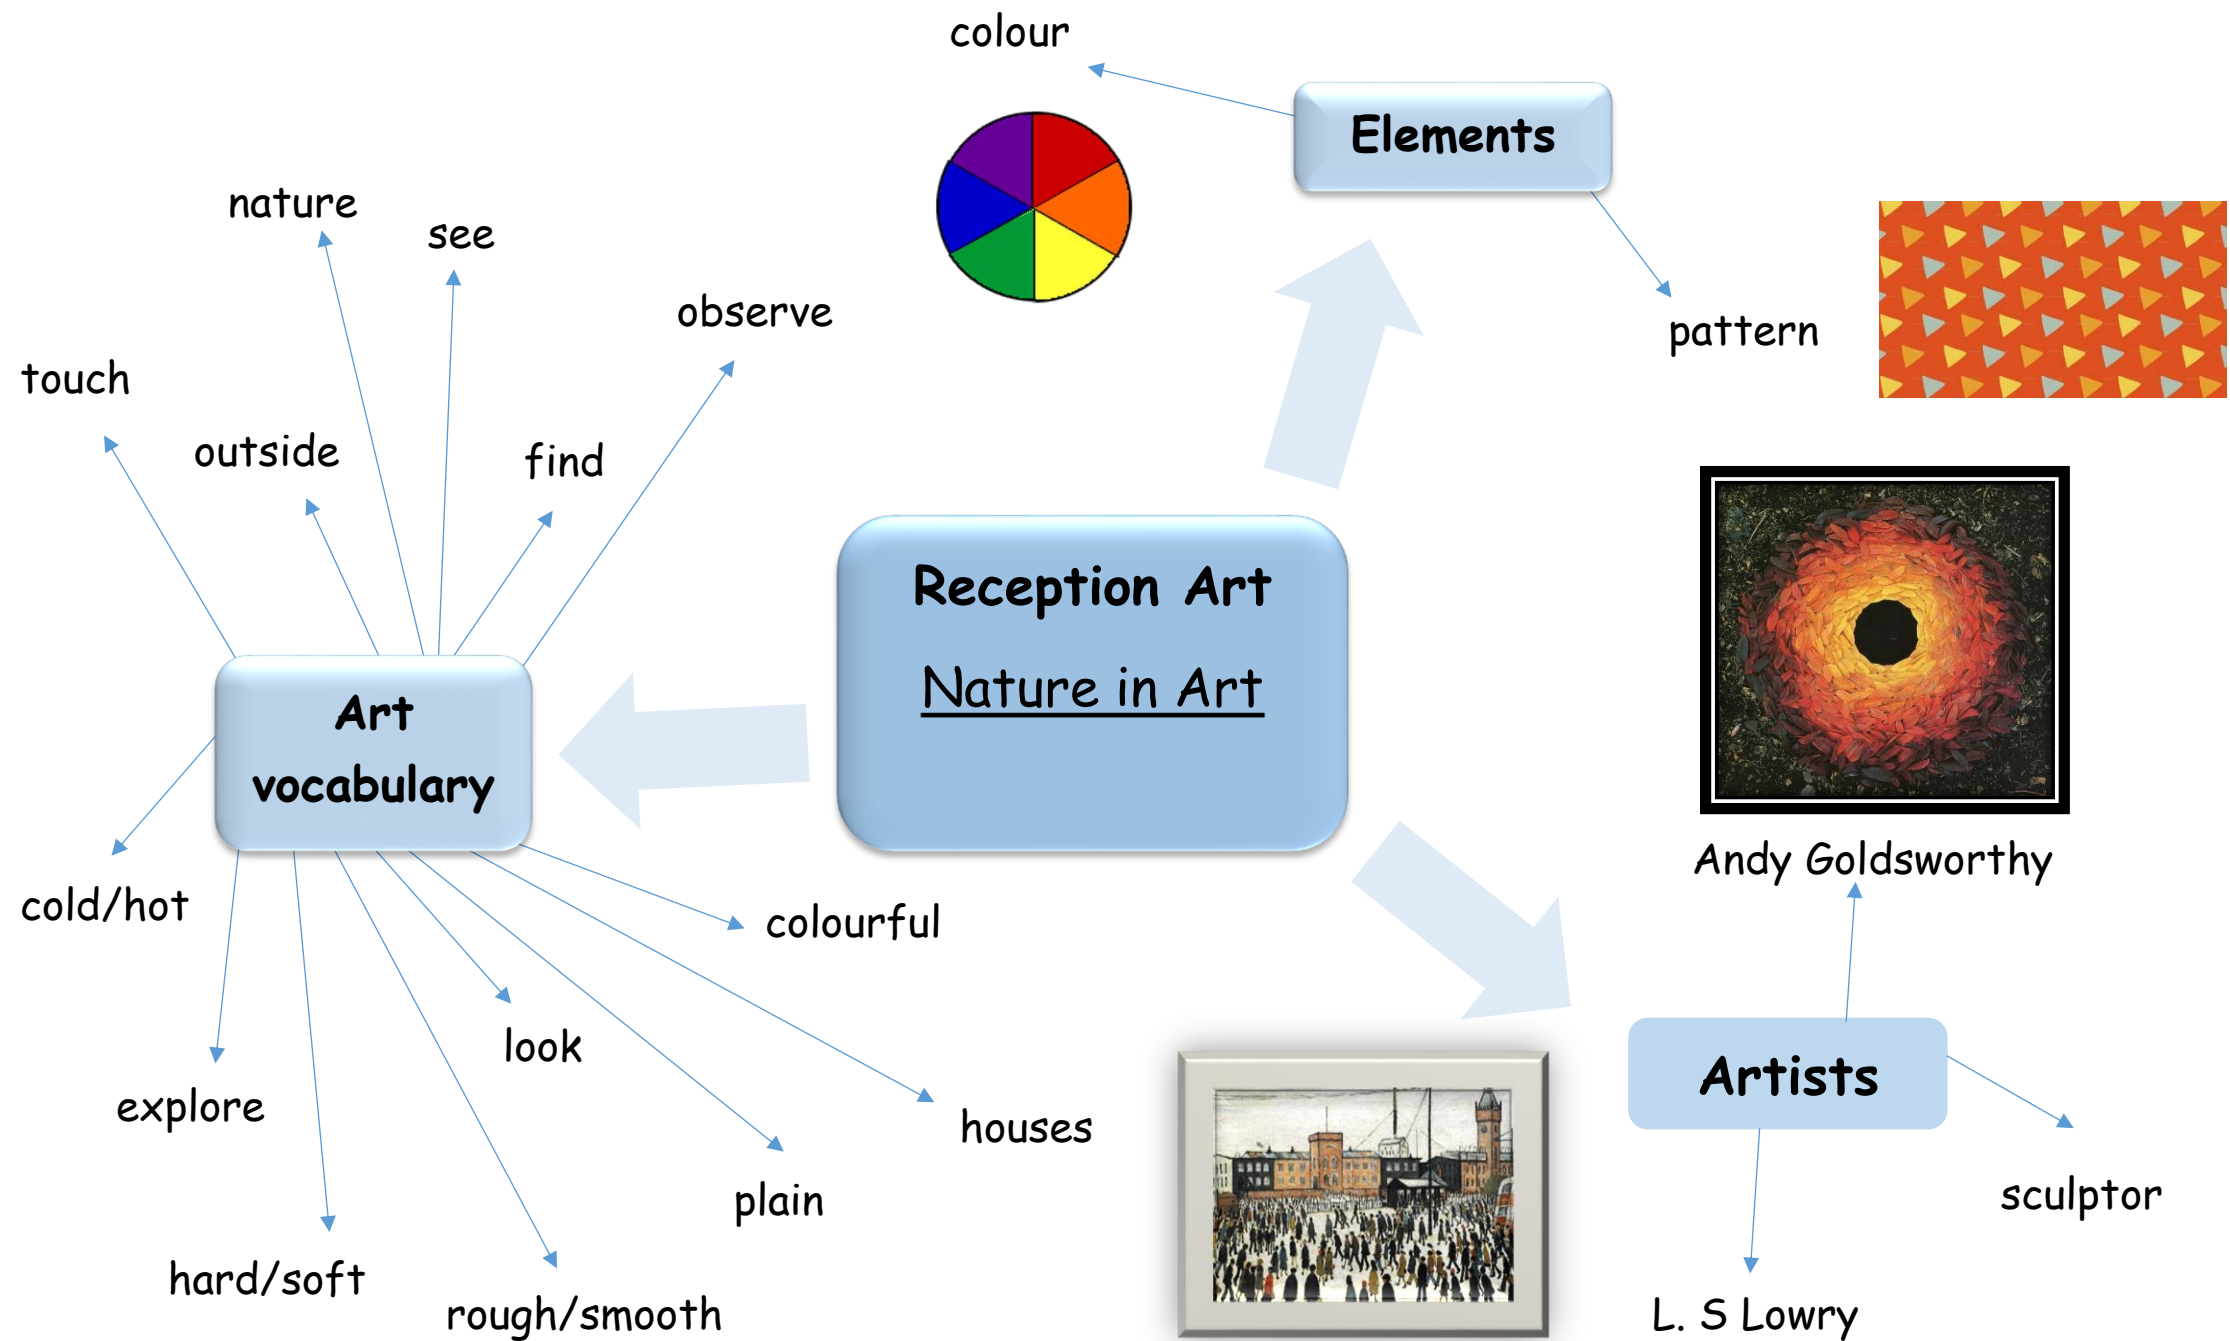 colour
Elements
nature
see
observe
pattern
touch
outside
find
Reception Art
Nature in Art
Art
vocabulary
Andy Goldsworthy
cold/hot
colourful
look
Artists
explore
houses
plain
sculptor
hard/soft
rough/smooth
L. S Lowry